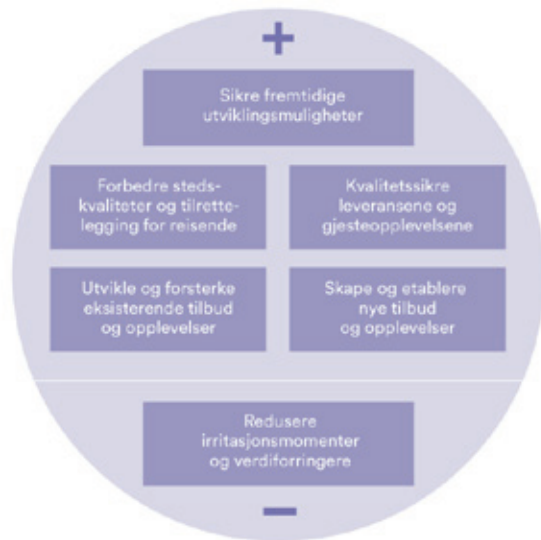 +
Sikre fremtidige
utviklingsmuligheter
Forbedre steds-
kvaliteter og tilrette-
legging for reisende
Kvalitetssikre
leveransene og
gjesteopplevelsene
Utvikle og forsterke
eksisterende tilbud
og opplevelser
Skape og etablere
nye tilbud
og opplevelser
Redusere
irritasjonsmomenter
og verdiforringere
−